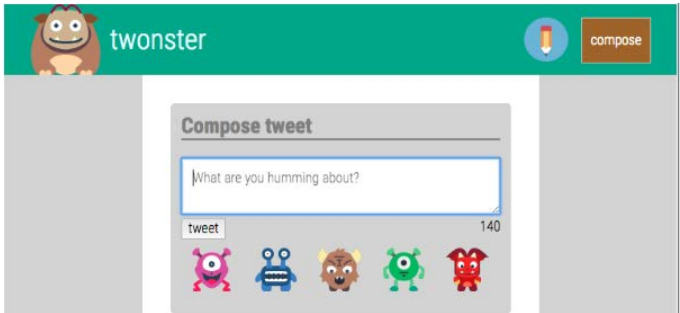 twonster
compose
Compose tweet
What are you humming about?
tweet
140